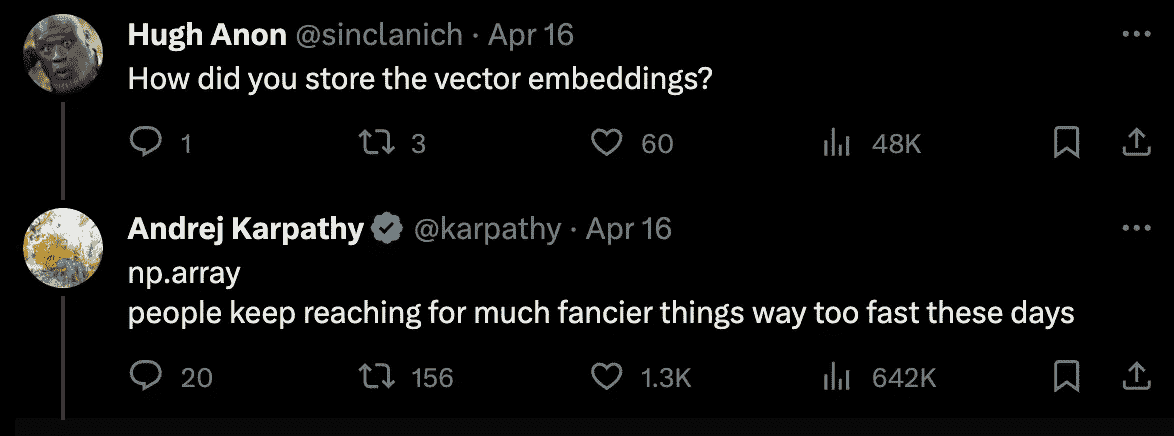 Hugh Anon @sinclanich · Apr 16
How did you store the vector embeddings?
1 3 60 48K
Andrej Karpathy @karpathy · Apr 16
np.array
people keep reaching for much fancier things way too fast these days
20 156 1.3K 642K